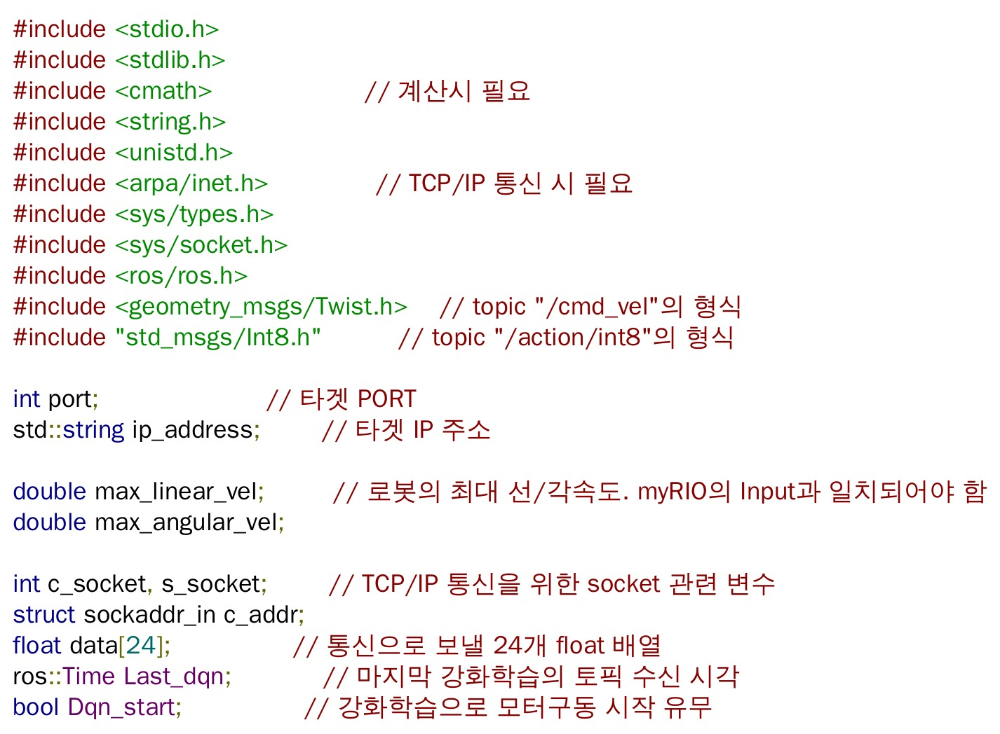 #include <stdio.h>
#include <stdlib.h>
#include <cmath> // 계산시 필요
#include <string.h>
#include <unistd.h>
#include <arpa/inet.h> // TCP/IP 통신 시 필요
#include <sys/types.h>
#include <sys/socket.h>
#include <ros/ros.h>
#include <geometry_msgs/Twist.h> // topic "/cmd_vel"의 형식
#include "std_msgs/Int8.h" // topic "/action/int8"의 형식
int port; // 타겟 PORT
std::string ip_address; // 타겟 IP 주소
double max_linear_vel; // 로봇의 최대 선/각속도. myRIO의 Input과 일치되어야 함
double max_angular_vel;
int c_socket, s_socket; // TCP/IP 통신을 위한 socket 관련 변수
struct sockaddr_in c_addr;
float data[24]; // 통신으로 보낼 24개 float 배열
ros::Time Last_dqn; // 마지막 강화학습의 토픽 수신 시각
bool Dqn_start; // 강화학습으로 모터구동 시작 유무